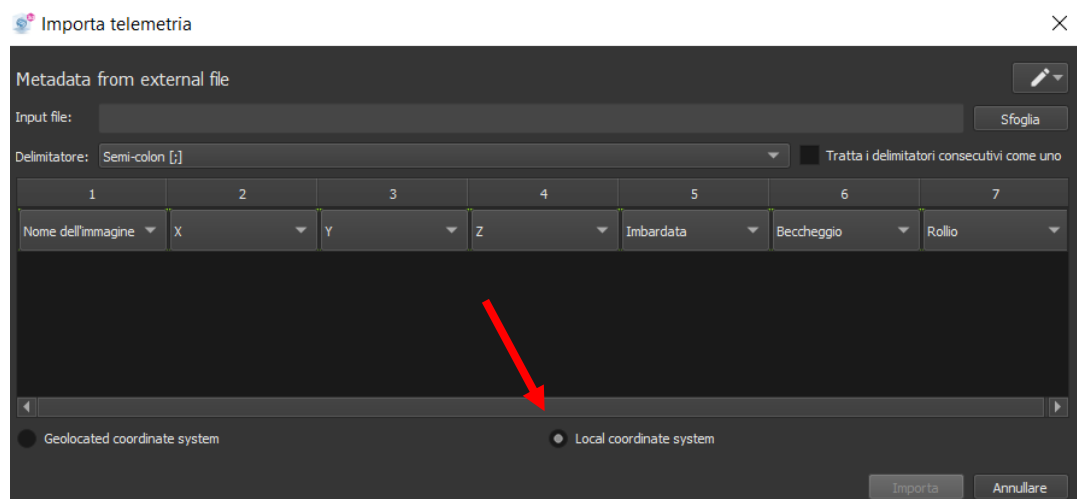 Importa telemetria
Metadata from external file
Input file:
Sfoglia
Delimitatore: Semi-colon [;] Tratta i delimitatori consecutivi come uno
1 2 3 4 5 6 7
Nome dell'immagine X Y Z Imbardata Beccheggio Rollio
Geolocated coordinate system Local coordinate system
Importa Annullare